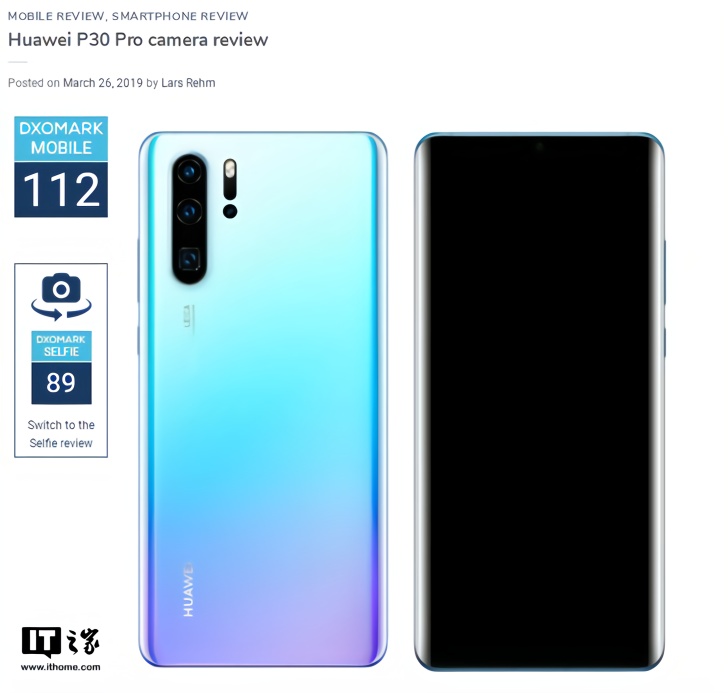 MOBILE REVIEW, SMARTPHONE REVIEW
Huawei P30 Pro camera review
Posted on March 26, 2019 by Lars Rehm
DXOMARK
MOBILE
112
DXOMARK
SELFIE
89
Switch to the
Selfie review
LEICA
HUAWEI
IT之家
www.ithome.com